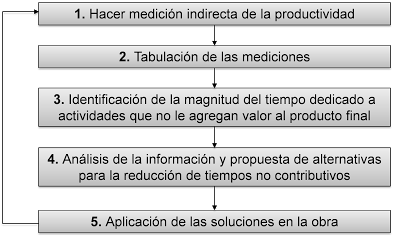 1. Hacer medición indirecta de la productividad
2. Tabulación de las mediciones
3. Identificación de la magnitud del tiempo dedicado a
actividades que no le agregan valor al producto final
4. Análisis de la información y propuesta de alternativas
para la reducción de tiempos no contributivos
5. Aplicación de las soluciones en la obra